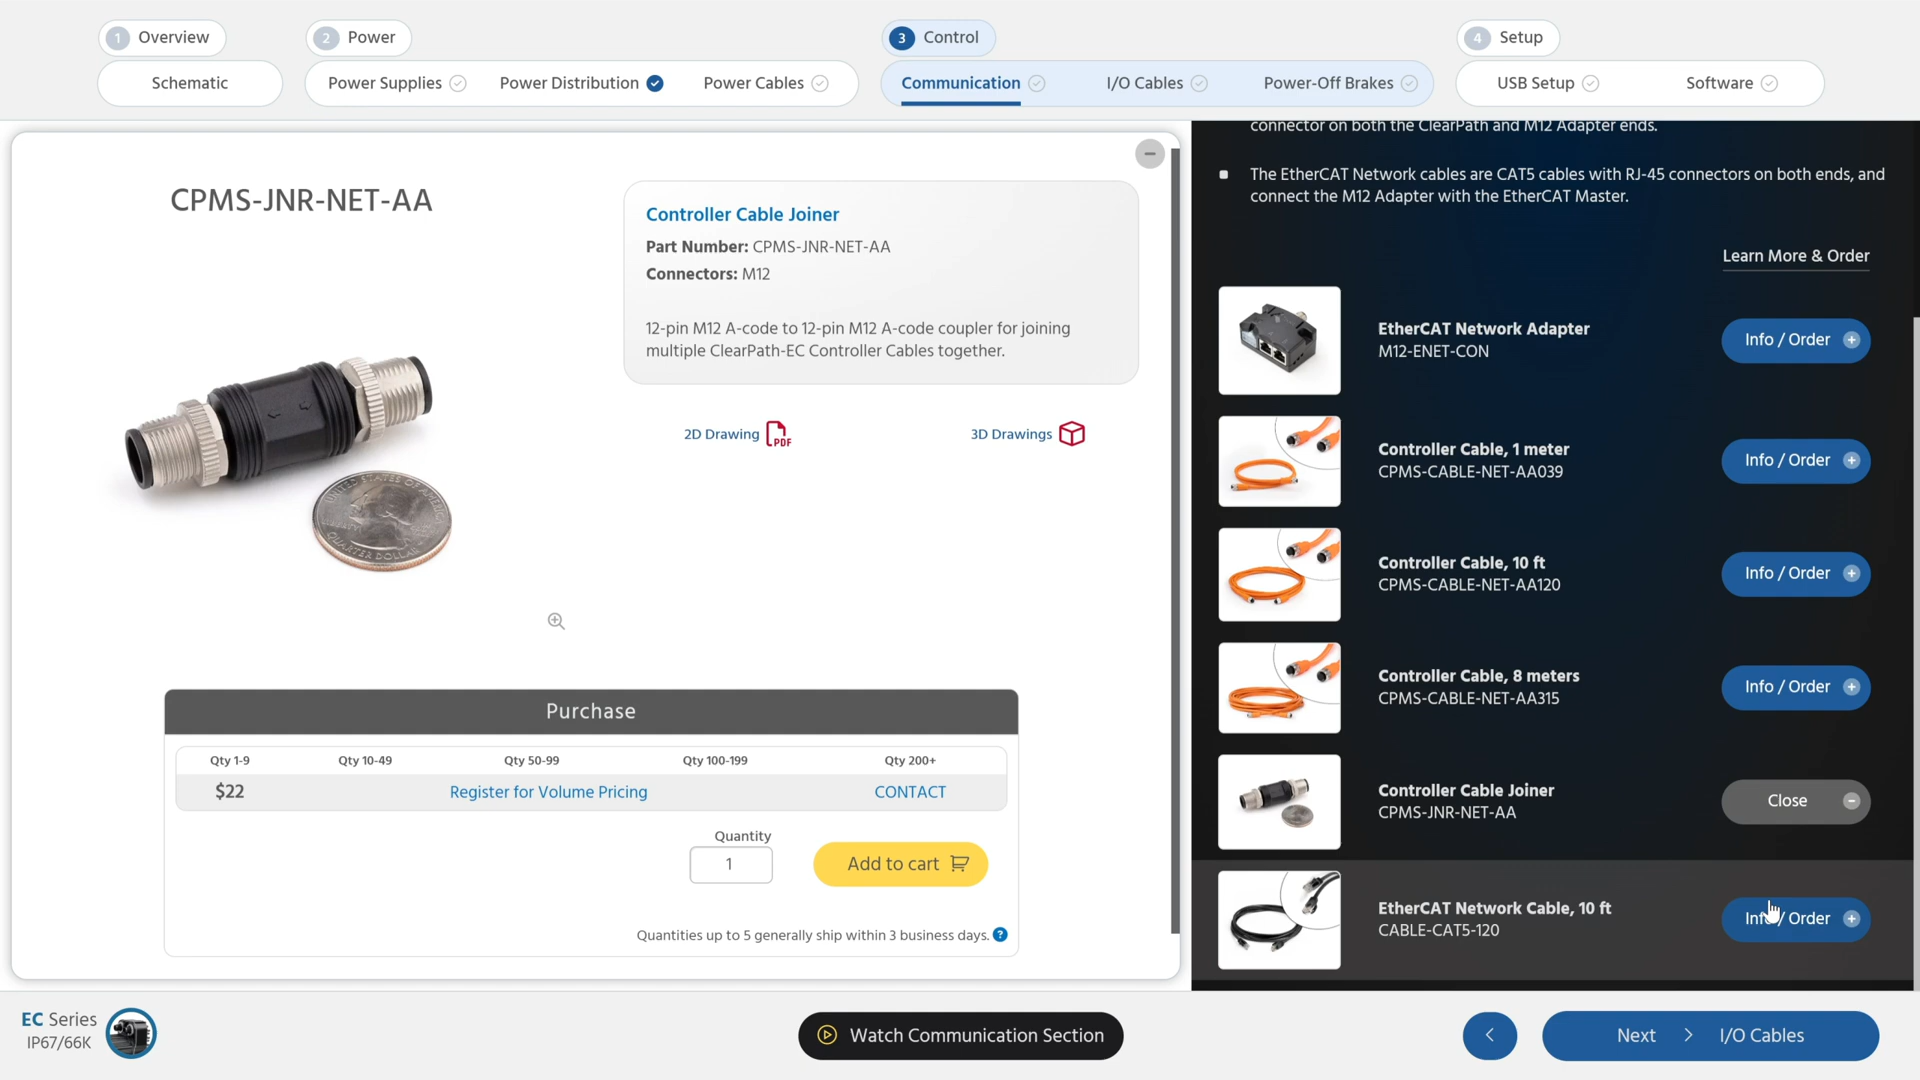 1 Overview
2 Power
3 Control
4 Setup
Schematic
Power Supplies
Power Distribution
Power Cables
Communication
I/O Cables
Power-Off Brakes
USB Setup
Software
CPMS-JNR-NET-AA
Controller Cable Joiner
Part Number: CPMS-JNR-NET-AA
Connectors: M12
12-pin M12 A-code to 12-pin M12 A-code coupler for joining
multiple ClearPath-EC Controller Cables together.
2D Drawing PDF
3D Drawings
UNITED STATES OF AMERICA
QUARTER DOLLAR
Purchase
Qty 1-9 Qty 10-49 Qty 50-99 Qty 100-199 Qty 200+
$22 Register for Volume Pricing CONTACT
Quantity
1
Add to cart
Quantities up to 5 generally ship within 3 business days. ?
connector on both the ClearPath and M12 Adapter ends.
The EtherCAT Network cables are CAT5 cables with RJ-45 connectors on both ends, and
connect the M12 Adapter with the EtherCAT Master.
Learn More & Order
EtherCAT Network Adapter
M12-ENET-CON
Info / Order
Controller Cable, 1 meter
CPMS-CABLE-NET-AA039
Info / Order
Controller Cable, 10 ft
CPMS-CABLE-NET-AA120
Info / Order
Controller Cable, 8 meters
CPMS-CABLE-NET-AA315
Info / Order
Controller Cable Joiner
CPMS-JNR-NET-AA
Close
EtherCAT Network Cable, 10 ft
CABLE-CAT5-120
Info / Order
EC Series
IP67/66K
Watch Communication Section
Next > I/O Cables